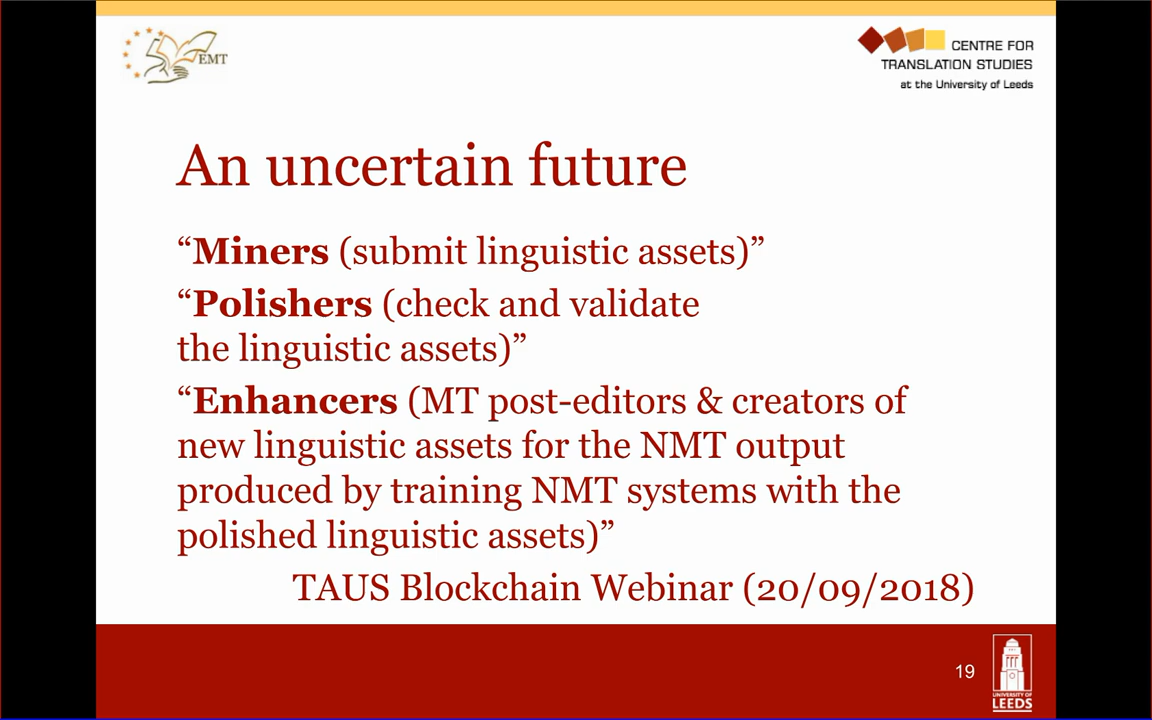 EMT
CENTRE FOR
TRANSLATION STUDIES
at the University of Leeds
An uncertain future
“Miners (submit linguistic assets)”
“Polishers (check and validate
the linguistic assets)”
“Enhancers (MT post-editors & creators of
new linguistic assets for the NMT output
produced by training NMT systems with the
polished linguistic assets)”
TAUS Blockchain Webinar (20/09/2018)
19
UNIVERSITY OF
LEEDS